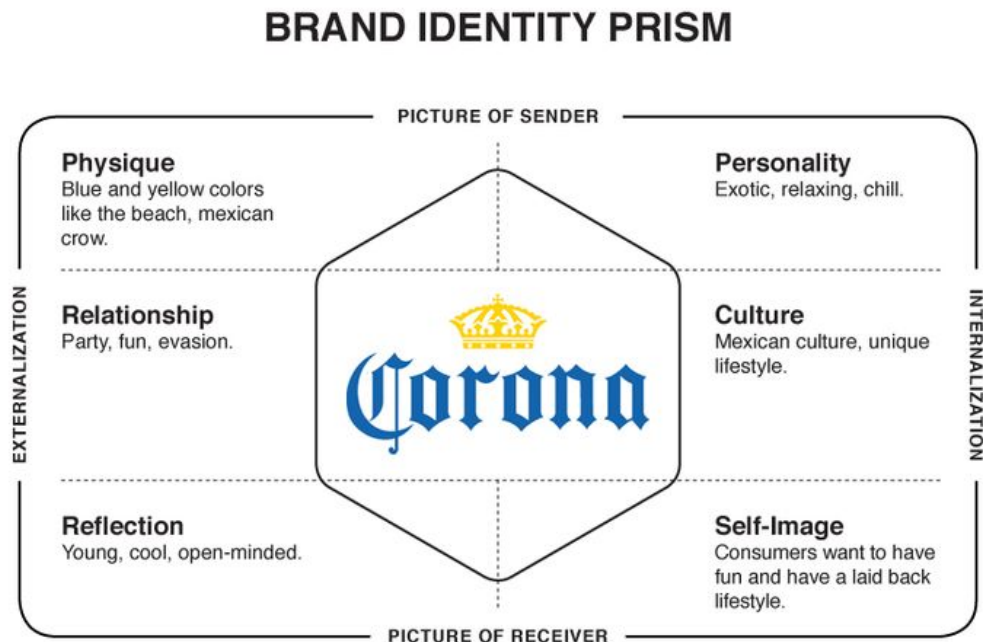 BRAND IDENTITY PRISM
PICTURE OF SENDER
Physique
Blue and yellow colors
like the beach, mexican
crow.
Personality
Exotic, relaxing, chill.
EXTERNALIZATION
Relationship
Party, fun, evasion.
Corona
Culture
Mexican culture, unique
lifestyle.
INTERNALIZATION
Reflection
Young, cool, open-minded.
Self-Image
Consumers want to have
fun and have a laid back
lifestyle.
PICTURE OF RECEIVER